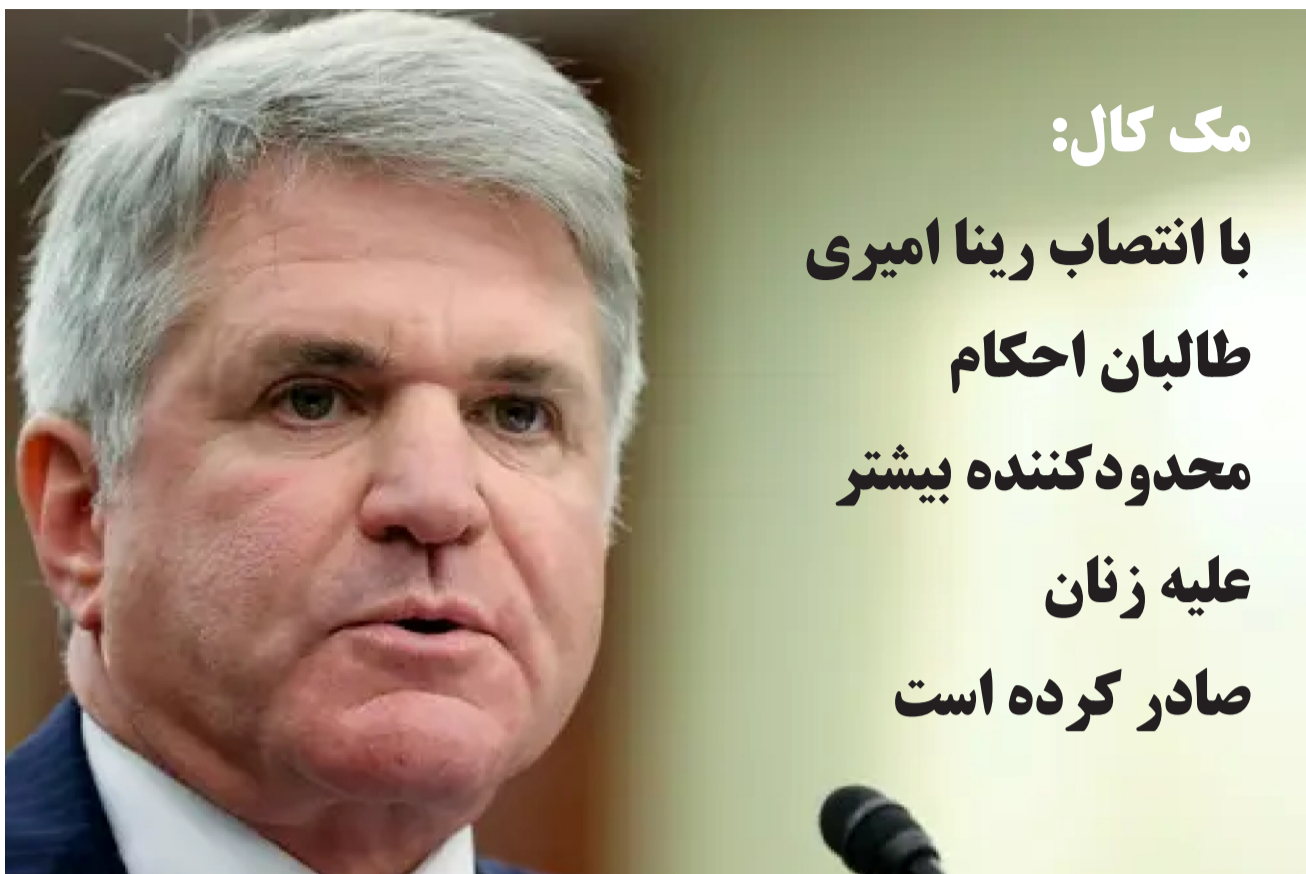 مک کال:
با انتصاب رینا امیری
طالبان احکام
محدودکننده بیشتر
علیه زنان
صادر کرده است